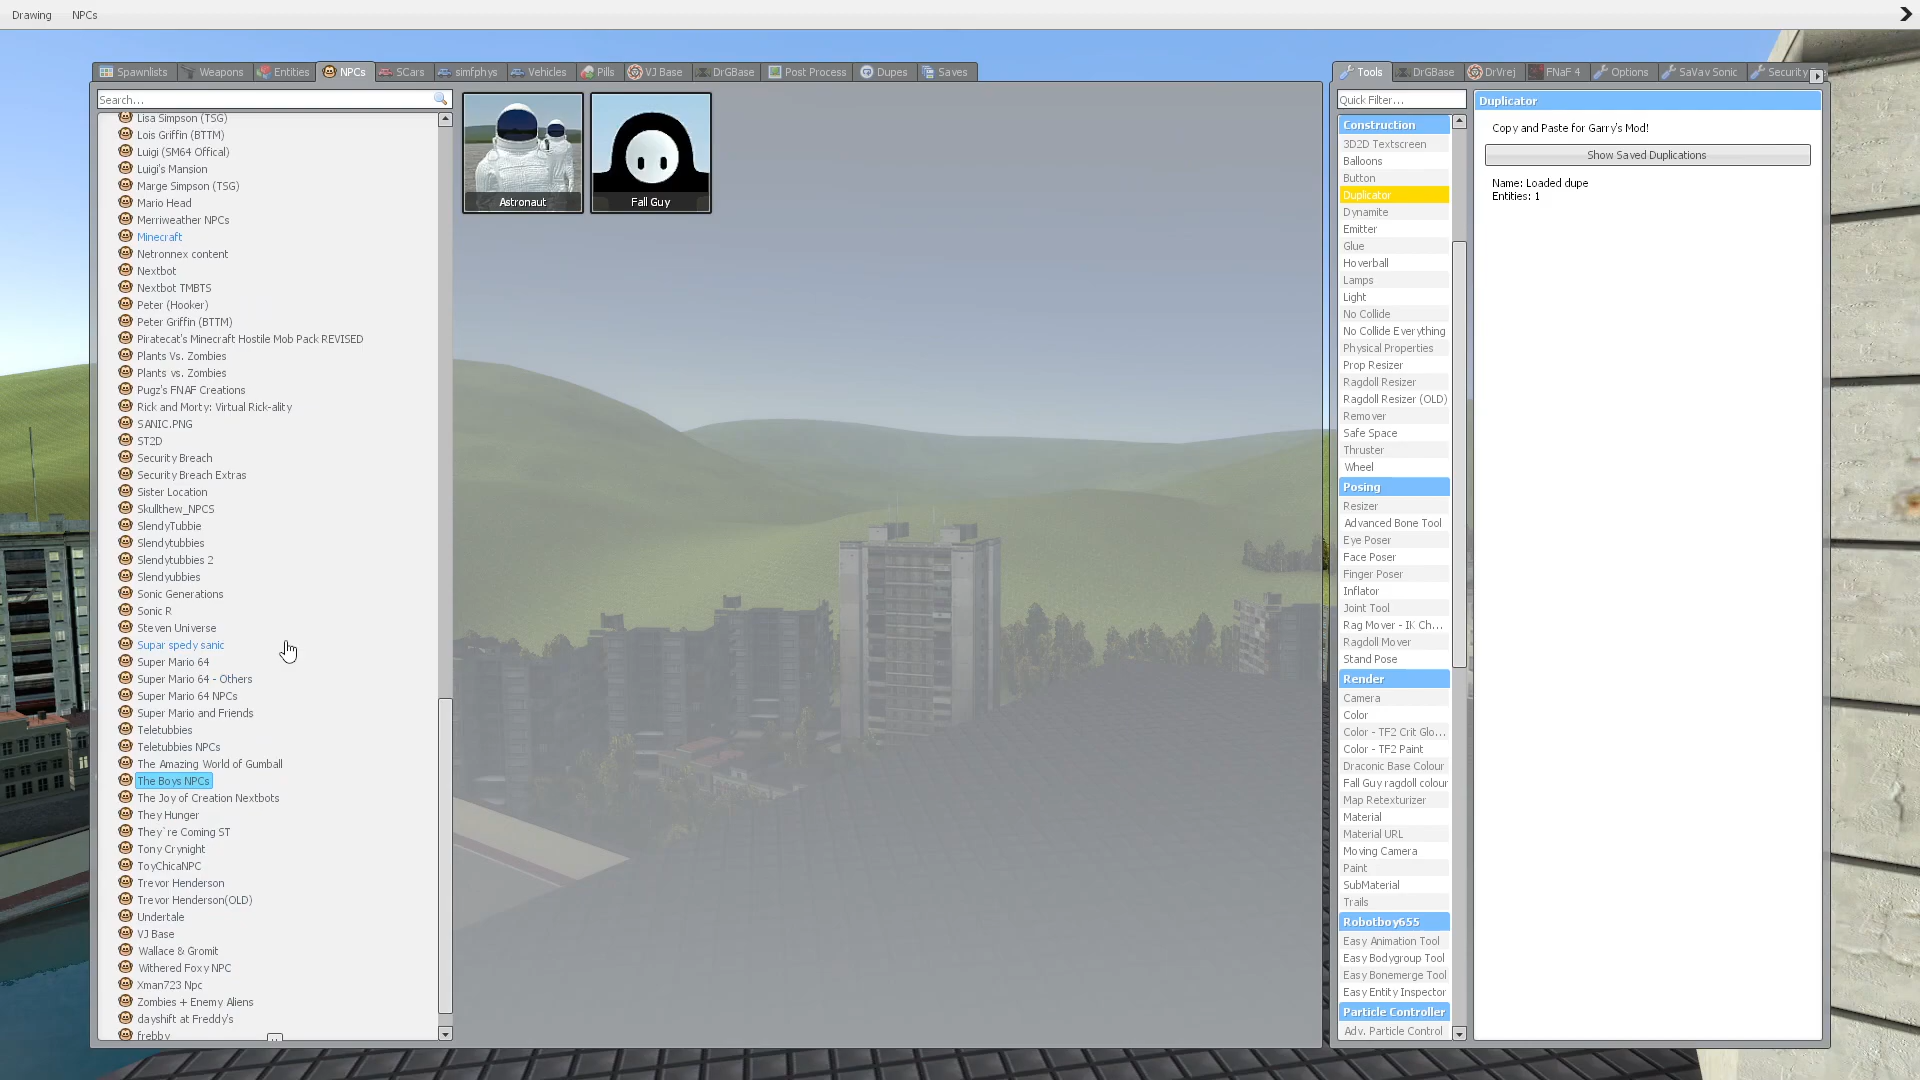 Drawing NPCs
Spawnlists Weapons Entities NPCs SCars simfphys Vehicles Pills VJ Base DrGBase Post Process Dupes Saves
Search...
Lisa Simpson (TSG)
Lois Griffin (BTTM)
Luigi (SM64 Offical)
Luigi's Mansion
Marge Simpson (TSG)
Mario Head
Merriweather NPCs
Minecraft
Netronnex content
Nextbot
Nextbot TMBTS
Peter (Hooker)
Peter Griffin (BTTM)
Piratecat's Minecraft Hostile Mob Pack REVISED
Plants Vs. Zombies
Plants vs. Zombies
Pugz's FNAF Creations
Rick and Morty: Virtual Rick-ality
SANIC.PNG
ST2D
Security Breach
Security Breach Extras
Sister Location
Skullthew_NPCS
SlendyTubbie
Slendytubbies
Slendytubbies 2
Slendyubbies
Sonic Generations
Sonic R
Steven Universe
Supar spedy sanic
Super Mario 64
Super Mario 64 - Others
Super Mario 64 NPCs
Super Mario and Friends
Teletubbies
Teletubbies NPCs
The Amazing World of Gumball
The Boys NPCs
The Joy of Creation Nextbots
They Hunger
They`re Coming ST
Tony Crynight
ToyChicaNPC
Trevor Henderson
Trevor Henderson(OLD)
Undertale
VJ Base
Wallace & Gromit
Withered Foxy NPC
Xman723 Npc
Zombies + Enemy Aliens
dayshift at Freddy's
frebby
Astronaut
Fall Guy
Tools DrGBase DrVrej FNaF 4 Options SaVav Sonic Security
Quick Filter...
Construction
3D2D Textscreen
Balloons
Button
Duplicator
Dynamite
Emitter
Glue
Hoverball
Lamps
Light
No Collide
No Collide Everything
Physical Properties
Prop Resizer
Ragdoll Resizer
Ragdoll Resizer (OLD)
Remover
Safe Space
Thruster
Wheel
Posing
Resizer
Advanced Bone Tool
Eye Poser
Face Poser
Finger Poser
Inflator
Joint Tool
Rag Mover - IK Ch...
Ragdoll Mover
Stand Pose
Render
Camera
Color
Color - TF2 Crit Glo...
Color - TF2 Paint
Draconic Base Colour
Fall Guy ragdoll colour
Map Retexturizer
Material
Material URL
Moving Camera
Paint
SubMaterial
Trails
Robotboy655
Easy Animation Tool
Easy Bodygroup Tool
Easy Bonemerge Tool
Easy Entity Inspector
Particle Controller
Adv. Particle Control
Duplicator
Copy and Paste for Garry's Mod!
Show Saved Duplications
Name: Loaded dupe
Entities: 1